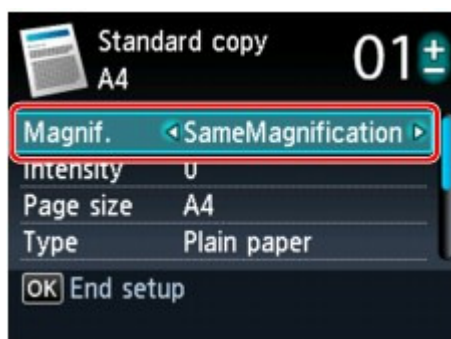 Standard copy
A4
01
Magnif. SameMagnification
Intensity 0
Page size A4
Type Plain paper
OK End setup